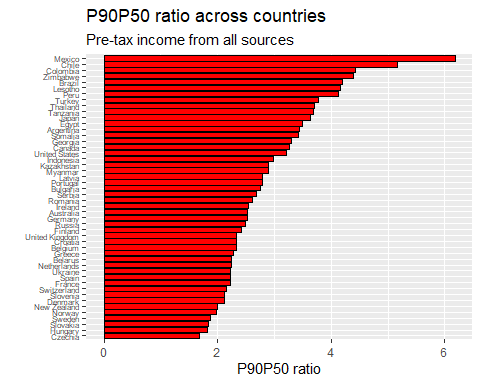 P90P50 ratio across countries
Pre-tax income from all sources
Mexico
Chile
Colombia
Zimbabwe
Brazil
Lesotho
Peru
Turkey
Thailand
Tanzania
Japan
Egypt
Argentina
Somalia
Georgia
Canada
United States
Indonesia
Kazakhstan
Myanmar
Latvia
Portugal
Bulgaria
Serbia
Romania
Ireland
Australia
Germany
Russia
Finland
United Kingdom
Croatia
Belgium
Greece
Belarus
Netherlands
Ukraine
Spain
France
Switzerland
Slovenia
Denmark
New Zealand
Norway
Sweden
Slovakia
Hungary
Czechia
0 2 4 6
P90P50 ratio